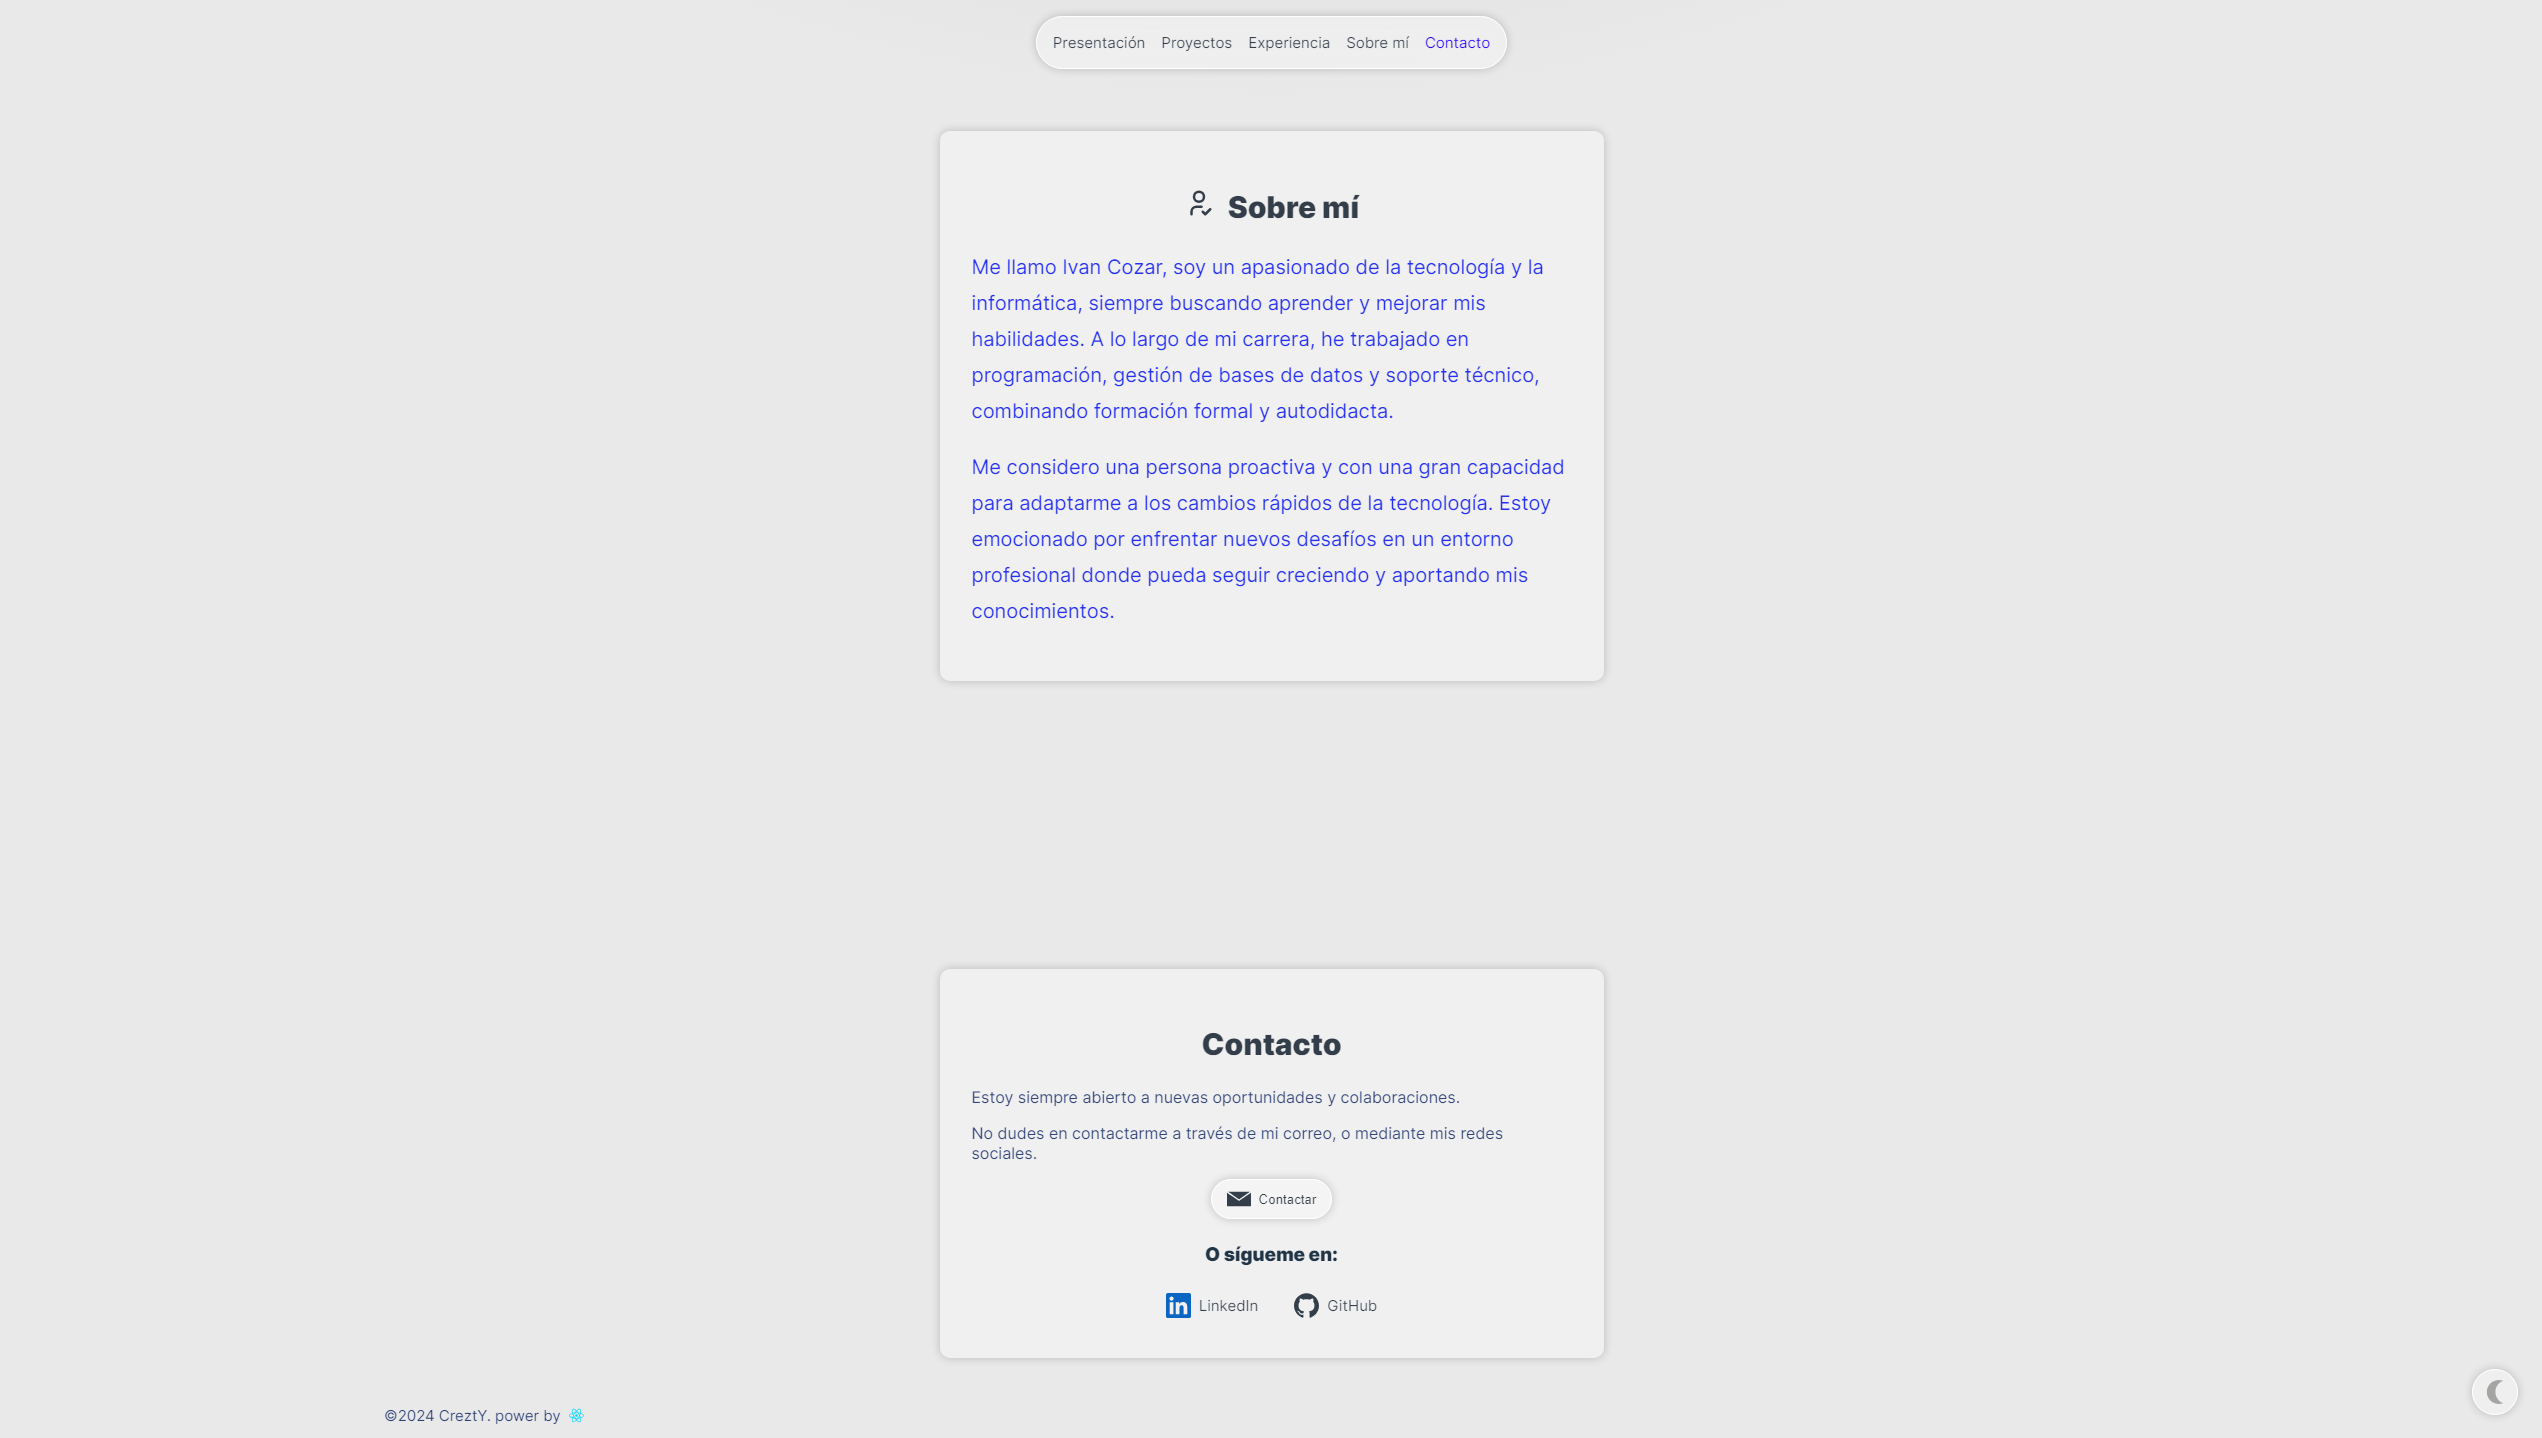 Presentación Proyectos Experiencia Sobre mí Contacto
Sobre mí
Me llamo Ivan Cozar, soy un apasionado de la tecnología y la
informática, siempre buscando aprender y mejorar mis
habilidades. A lo largo de mi carrera, he trabajado en
programación, gestión de bases de datos y soporte técnico,
combinando formación formal y autodidacta.
Me considero una persona proactiva y con una gran capacidad
para adaptarme a los cambios rápidos de la tecnología. Estoy
emocionado por enfrentar nuevos desafíos en un entorno
profesional donde pueda seguir creciendo y aportando mis
conocimientos.
Contacto
Estoy siempre abierto a nuevas oportunidades y colaboraciones.
No dudes en contactarme a través de mi correo, o mediante mis redes
sociales.
Contactar
O sígueme en:
LinkedIn GitHub
©2024 CreztY. power by